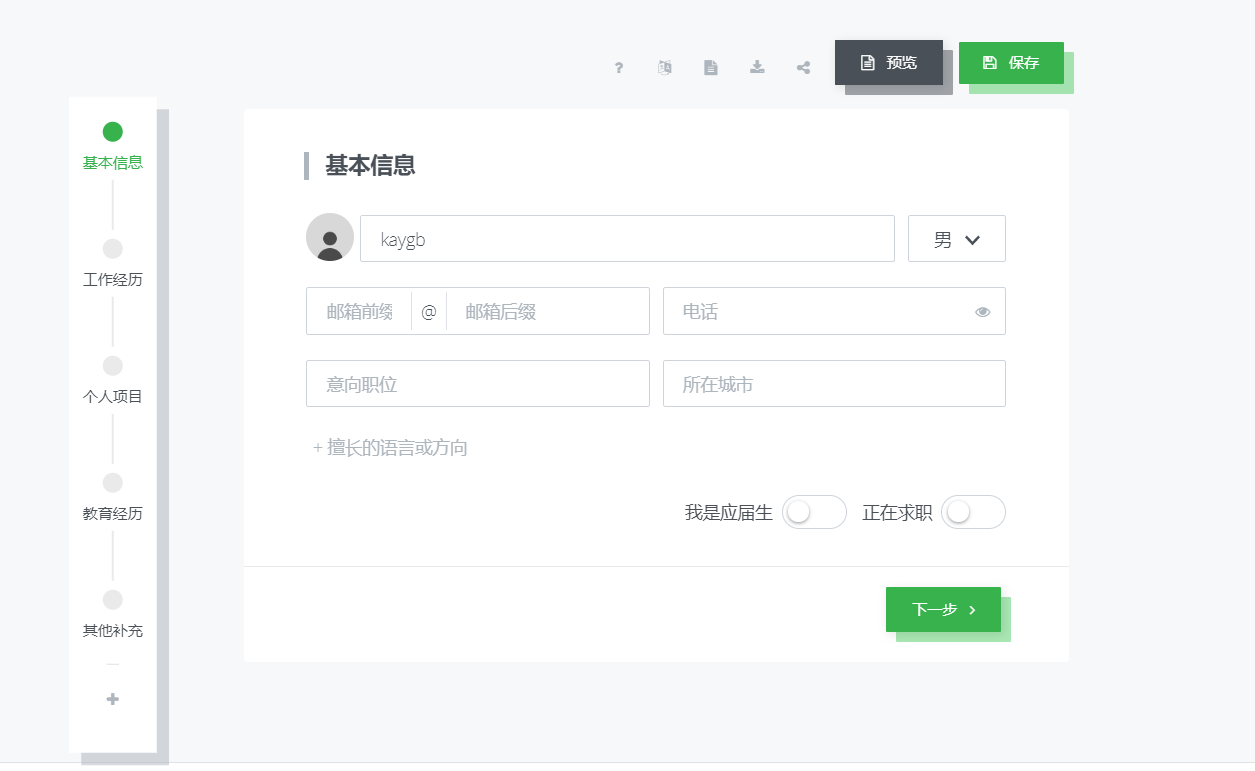 预览
保存
基本信息
工作经历
个人项目
教育经历
其他补充
基本信息
kaygb
男
邮箱前缀 @ 邮箱后缀
电话
意向职位
所在城市
+ 擅长的语言或方向
我是应届生
正在求职
下一步